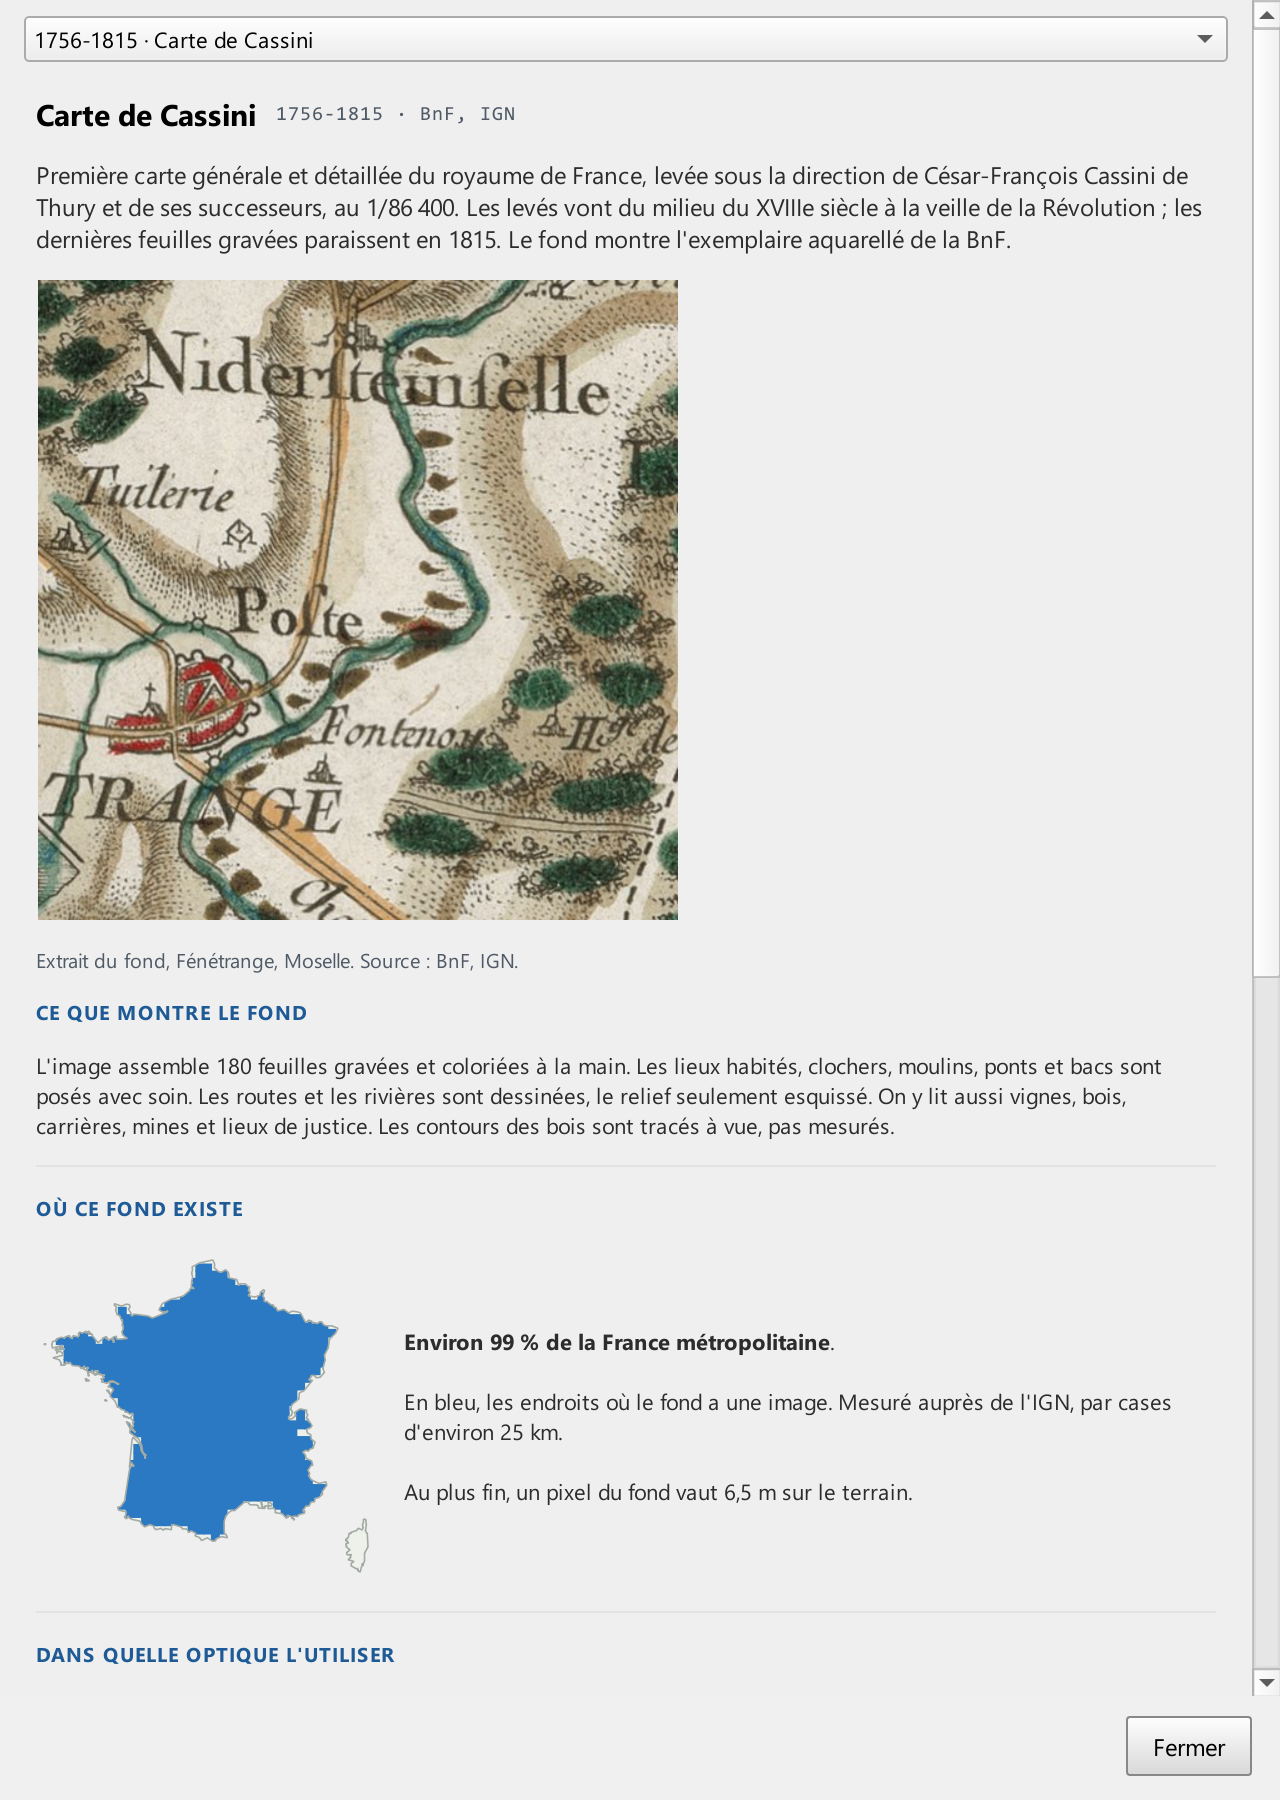 1756-1815 · Carte de Cassini
Carte de Cassini 1756-1815 · BnF, IGN
Première carte générale et détaillée du royaume de France, levée sous la direction de César-François Cassini de
Thury et de ses successeurs, au 1/86 400. Les levés vont du milieu du XVIIIe siècle à la veille de la Révolution ; les
dernières feuilles gravées paraissent en 1815. Le fond montre l'exemplaire aquarellé de la BnF.
Niderſteinſelle
Tuilerie
Poſte
Fontenoy
Hge de
TRANGE
Extrait du fond, Fénétrange, Moselle. Source : BnF, IGN.
CE QUE MONTRE LE FOND
L'image assemble 180 feuilles gravées et coloriées à la main. Les lieux habités, clochers, moulins, ponts et bacs sont
posés avec soin. Les routes et les rivières sont dessinées, le relief seulement esquissé. On y lit aussi vignes, bois,
carrières, mines et lieux de justice. Les contours des bois sont tracés à vue, pas mesurés.
OÙ CE FOND EXISTE
Environ 99 % de la France métropolitaine.
En bleu, les endroits où le fond a une image. Mesuré auprès de l'IGN, par cases
d'environ 25 km.
Au plus fin, un pixel du fond vaut 6,5 m sur le terrain.
DANS QUELLE OPTIQUE L'UTILISER
Fermer